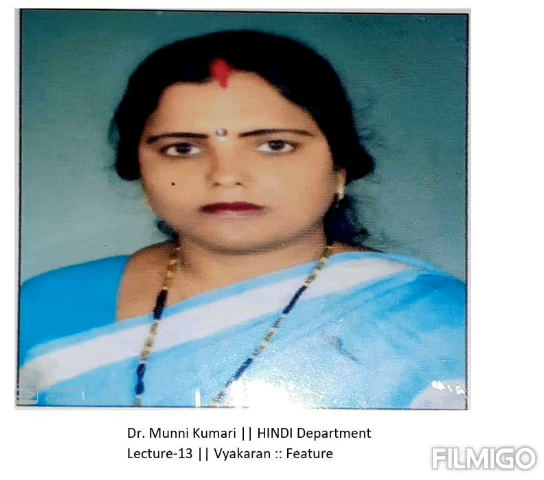 Dr. Munni Kumari || HINDI Department
Lecture-13 || Vyakaran :: Feature
FILMIGO